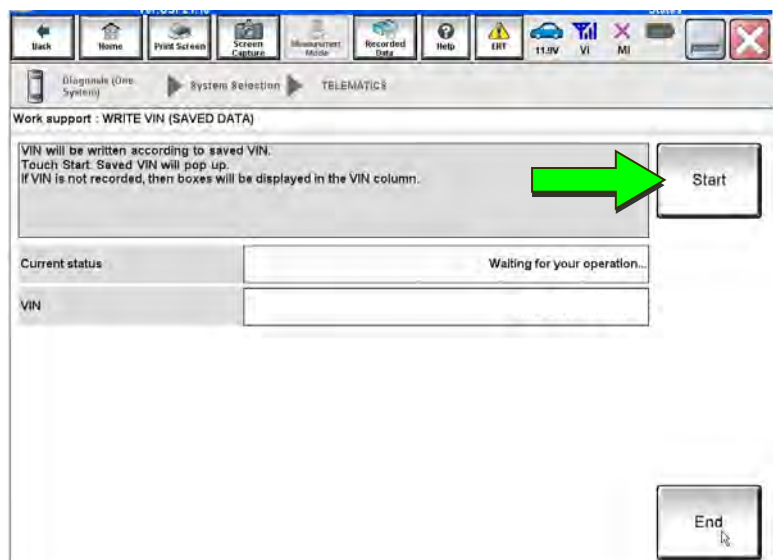 Back
Home
Print Screen
Screen Capture
Measurement Mode
Recorded Data
Help
ERT
11.9V
VI
MI
Diagnosis (One System)
System Selection
TELEMATICS
Work support : WRITE VIN (SAVED DATA)
VIN will be written according to saved VIN.
Touch Start. Saved VIN will pop up.
If VIN is not recorded, then boxes will be displayed in the VIN column.
Start
Current status
Waiting for your operation...
VIN
End